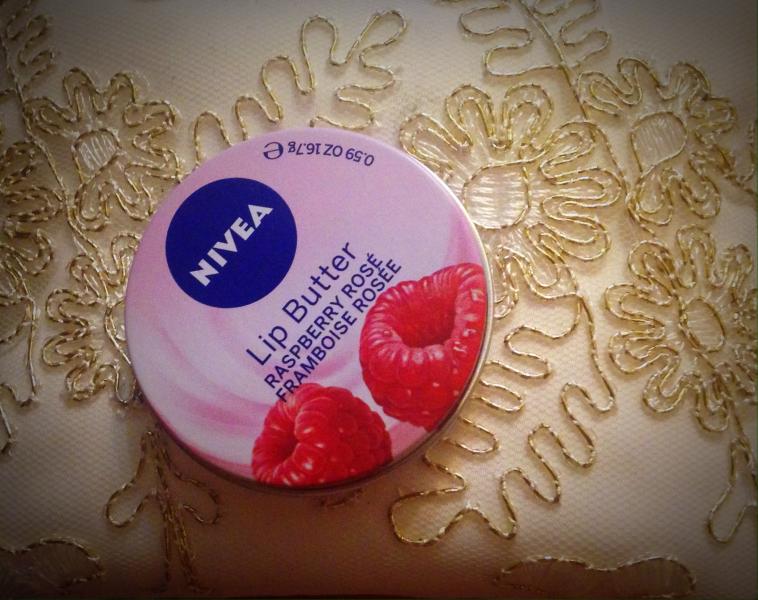 0.59 OZ 16.7g ℮
NIVEA
Lip Butter
RASPBERRY ROSÉ
FRAMBOISE ROSÉE